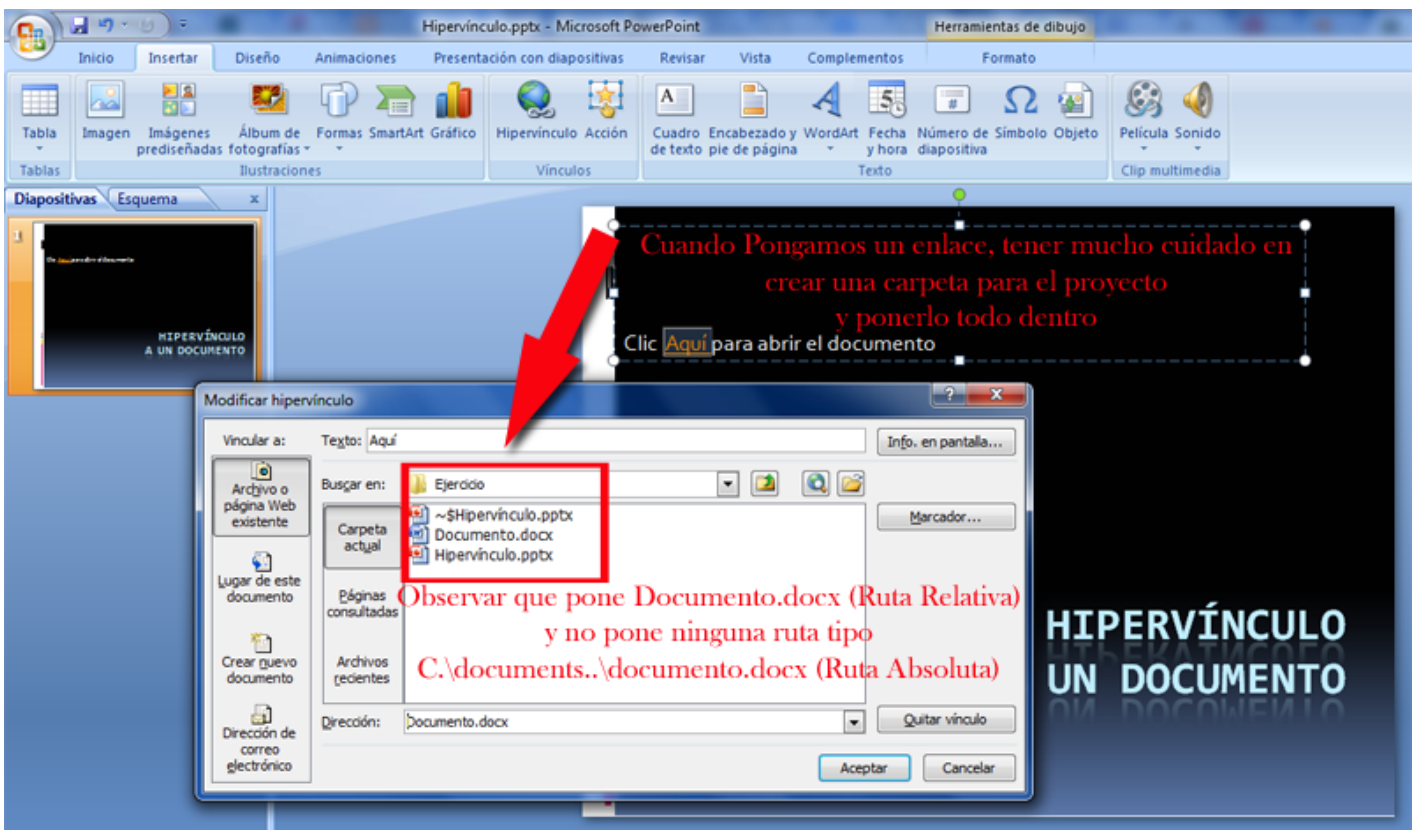 Hipervínculo.pptx - Microsoft PowerPoint
Herramientas de dibujo
Inicio Insertar Diseño Animaciones Presentación con diapositivas Revisar Vista Complementos Formato
Tabla
Imagen
Imágenes prediseñadas
Álbum de fotografías
Formas
SmartArt
Gráfico
Hipervínculo
Acción
Cuadro de texto
Encabezado y pie de página
WordArt
Fecha y hora
Número de diapositiva
Símbolo
Objeto
Película
Sonido
Tablas Ilustraciones Vínculos Texto Clip multimedia
Diapositivas Esquema x
1
Clic Aquí para abrir el documento
HIPERVÍNCULO
A UN DOCUMENTO
Cuando Pongamos un enlace, tener mucho cuidado en
crear una carpeta para el proyecto
y ponerlo todo dentro
Clic Aquí para abrir el documento
HIPERVÍNCULO
UN DOCUMENTO
Modificar hipervínculo
Vincular a:
Texto: Aquí
Info. en pantalla...
Archivo o
página Web
existente
Lugar de este
documento
Crear nuevo
documento
Dirección de
correo
electrónico
Buscar en: Ejercicio
Carpeta
actual
Páginas
consultadas
Archivos
recientes
~$Hipervínculo.pptx
Documento.docx
Hipervínculo.pptx
Marcador...
Observar que pone Documento.docx (Ruta Relativa)
y no pone ninguna ruta tipo
C.\documents..\documento.docx (Ruta Absoluta)
Dirección: Documento.docx
Quitar vínculo
Aceptar Cancelar